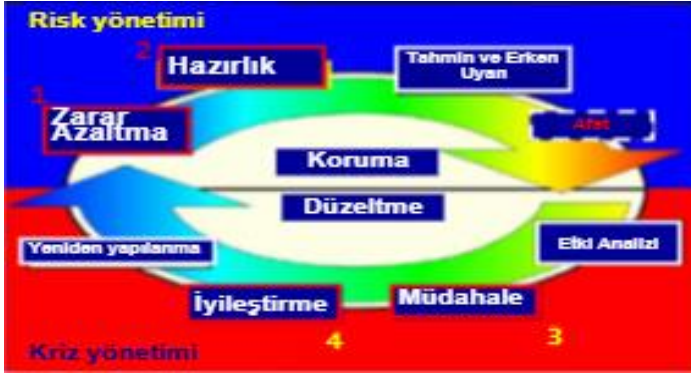 Risk yönetimi
2
Hazırlık
Tahmin ve Erken
Uyarı
1
Zarar
Azaltma
Afet
Koruma
Düzeltme
Yeniden yapılanma
Etki Analizi
İyileştirme
Müdahale
4
3
Kriz yönetimi